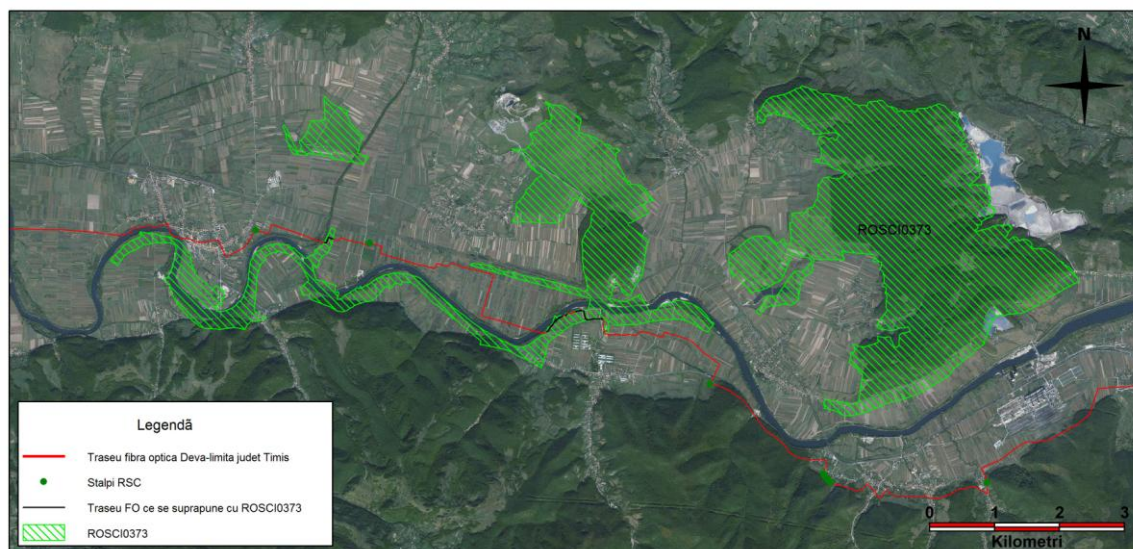 N
ROSCI0373
Legendă
Traseu fibra optica Deva-limita judet Timis
Stalpi RSC
Traseu FO ce se suprapune cu ROSCI0373
ROSCI0373
0 1 2 3
Kilometri